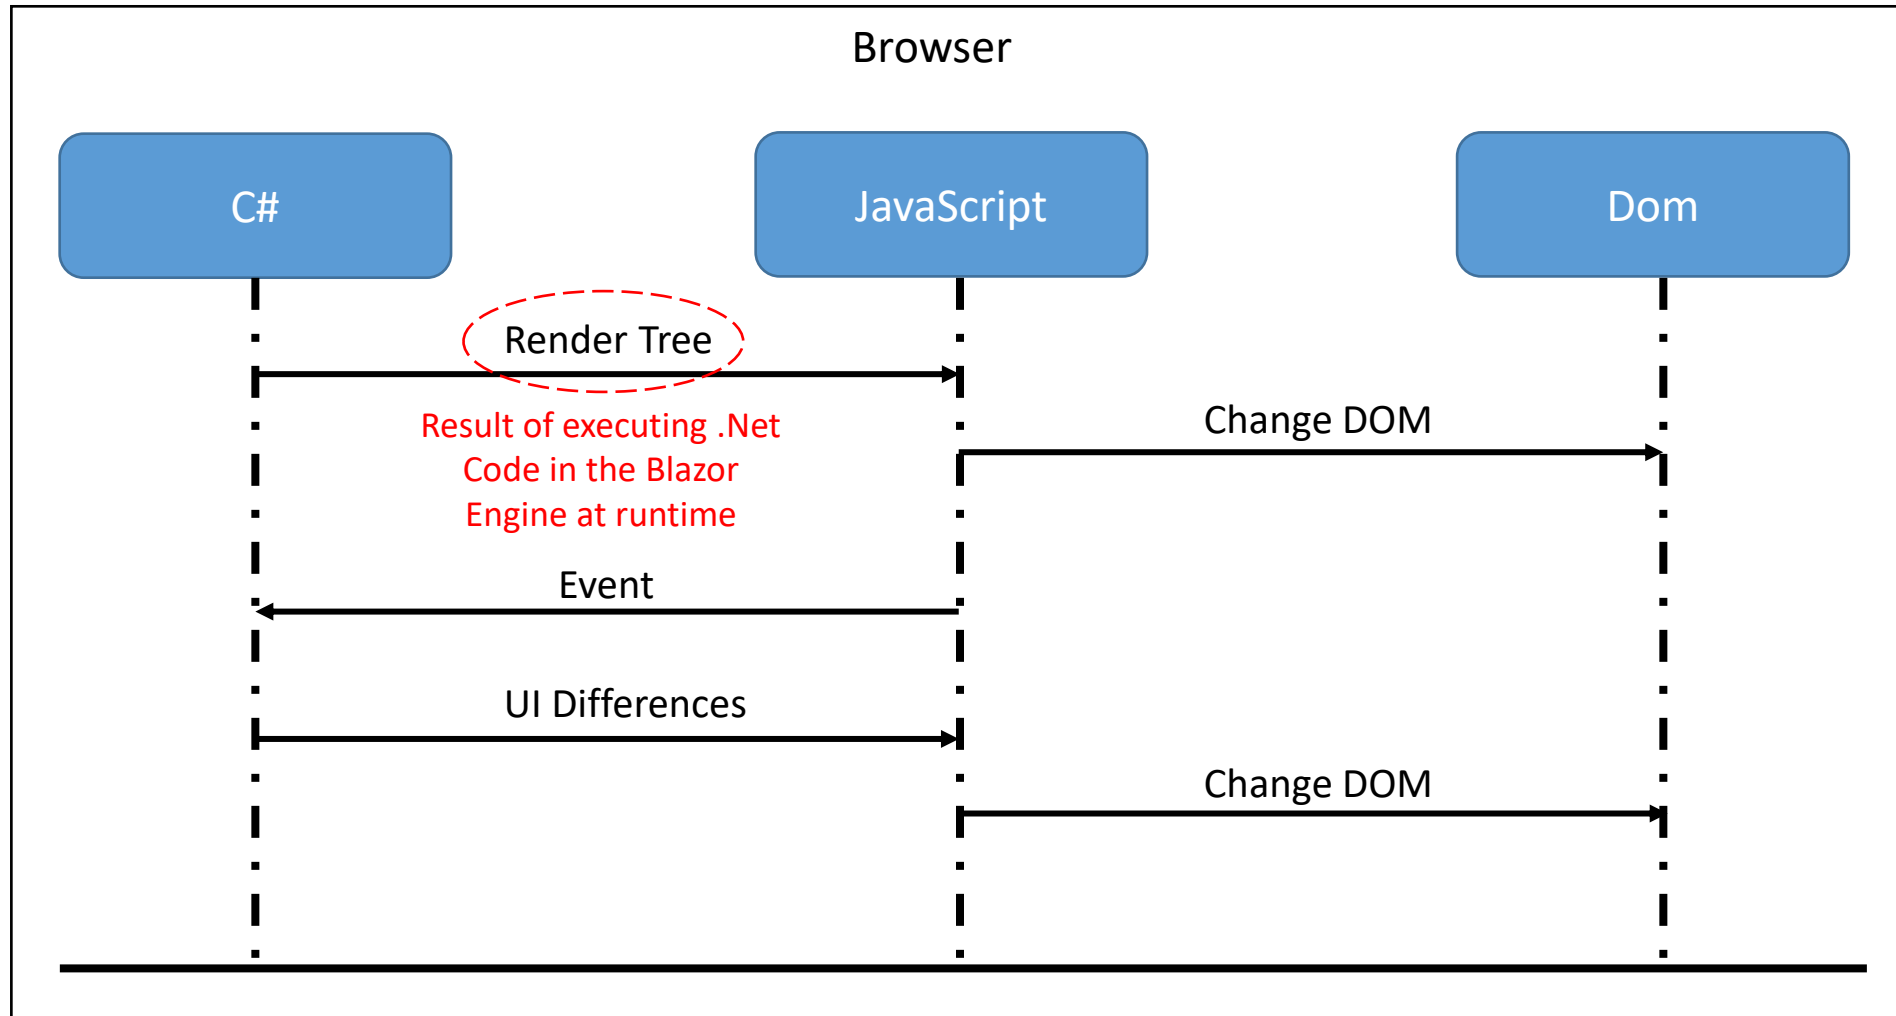 Browser
C#
JavaScript
Dom
Render Tree
Result of executing .Net
Code in the Blazor
Engine at runtime
Change DOM
Event
UI Differences
Change DOM